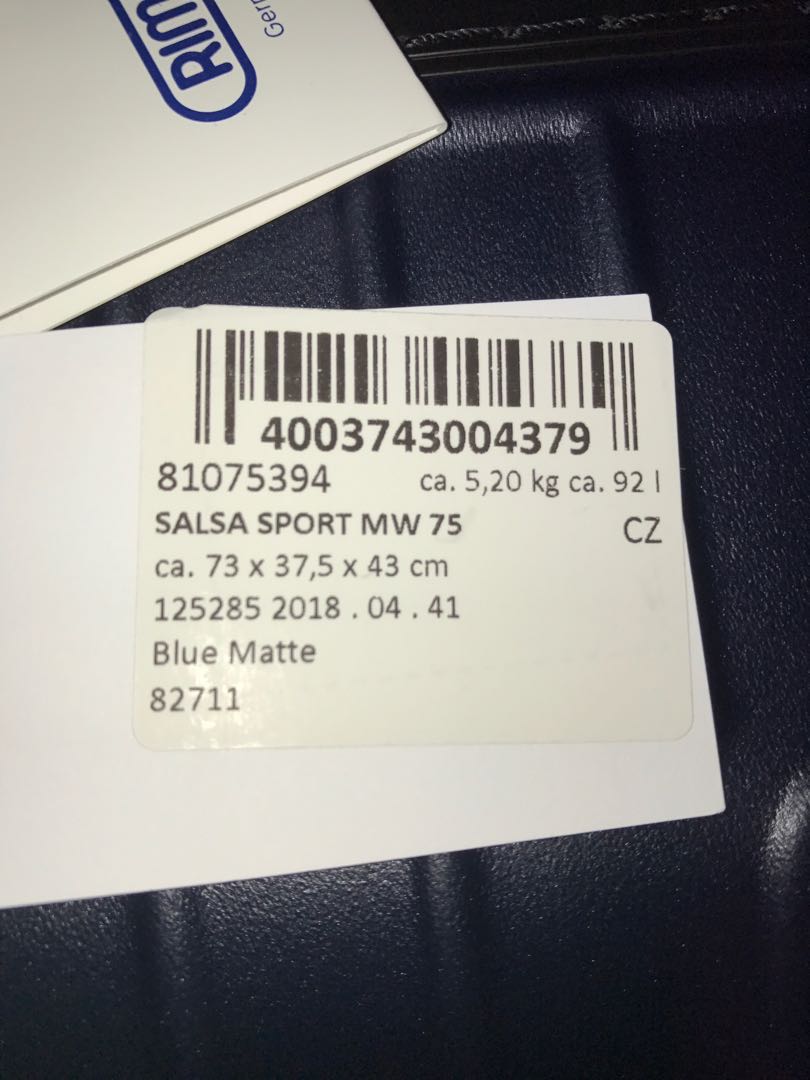 4003743004379
81075394 ca. 5,20 kg ca. 92 l
SALSA SPORT MW 75 CZ
ca. 73 x 37,5 x 43 cm
125285 2018 . 04 . 41
Blue Matte
82711